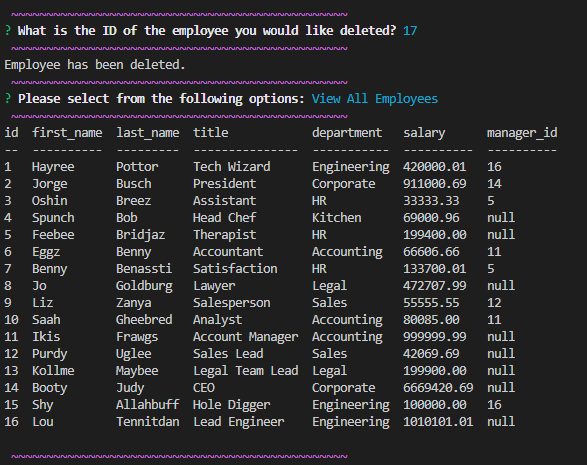 ~~~~~~~~~~~~~~~~~~~~~~~~~~~~~~~~~~~~~~~~~~~~~~~~
? What is the ID of the employee you would like deleted? 17
~~~~~~~~~~~~~~~~~~~~~~~~~~~~~~~~~~~~~~~~~~~~~~~~
Employee has been deleted.
~~~~~~~~~~~~~~~~~~~~~~~~~~~~~~~~~~~~~~~~~~~~~~~~
? Please select from the following options: View All Employees
~~~~~~~~~~~~~~~~~~~~~~~~~~~~~~~~~~~~~~~~~~~~~~~~
id  first_name  last_name  title            department   salary      manager_id
--  ----------  ---------  ---------------  -----------  ----------  ----------
1   Hayree      Pottor     Tech Wizard      Engineering  420000.01   16
2   Jorge       Busch      President        Corporate    911000.69   14
3   Oshin       Breez      Assistant        HR           33333.33    5
4   Spunch      Bob        Head Chef        Kitchen      69000.96    null
5   Feebee      Bridjaz    Therapist        HR           199400.00   null
6   Eggz        Benny      Accountant       Accounting   66606.66    11
7   Benny       Benassti   Satisfaction     HR           133700.01   5
8   Jo          Goldburg   Lawyer           Legal        472707.99   null
9   Liz         Zanya      Salesperson      Sales        55555.55    12
10  Saah        Gheebred   Analyst          Accounting   80085.00    11
11  Ikis        Frawgs     Account Manager  Accounting   999999.99   null
12  Purdy       Uglee      Sales Lead       Sales        42069.69    null
13  Kollme      Maybee     Legal Team Lead  Legal        199900.00   null
14  Booty       Judy       CEO              Corporate    6669420.69  null
15  Shy         Allahbuff  Hole Digger      Engineering  100000.00   16
16  Lou         Tennitdan  Lead Engineer    Engineering  1010101.01  null
~~~~~~~~~~~~~~~~~~~~~~~~~~~~~~~~~~~~~~~~~~~~~~~~